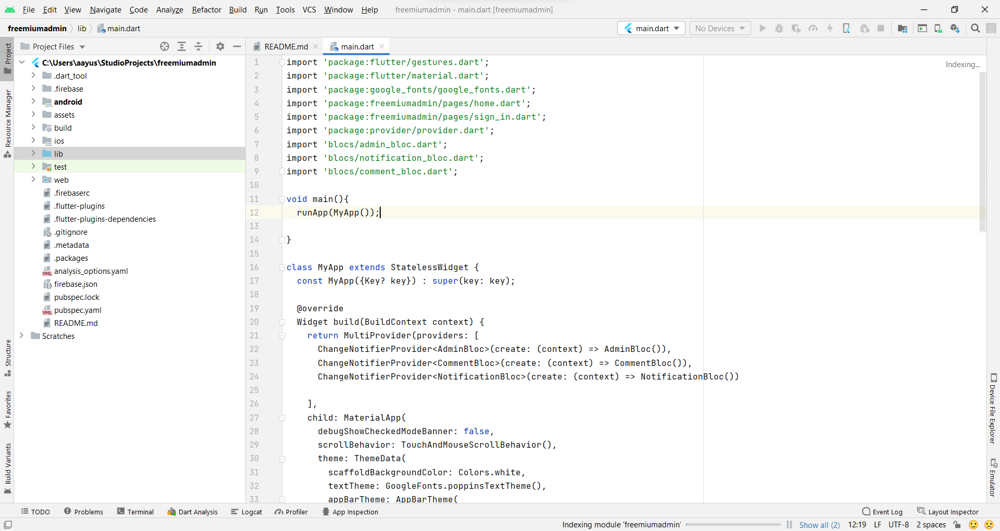 File Edit View Navigate Code Analyze Refactor Build Run Tools VCS Window Help freemiumadmin - main.dart [freemiumadmin]
freemiumadmin lib main.dart main.dart No Devices
Project Files README.md main.dart
Project
Resource Manager
Structure
Favorites
Build Variants
C:\Users\aayus\StudioProjects\freemiumadmin
.dart_tool
.firebase
android
assets
build
ios
lib
test
web
.firebaserc
.flutter-plugins
.flutter-plugins-dependencies
.gitignore
.metadata
.packages
YML analysis_options.yaml
firebase.json
pubspec.lock
YML pubspec.yaml
README.md
Scratches
Indexing...
1 import 'package:flutter/gestures.dart';
2 import 'package:flutter/material.dart';
3 import 'package:google_fonts/google_fonts.dart';
4 import 'package:freemiumadmin/pages/home.dart';
5 import 'package:freemiumadmin/pages/sign_in.dart';
6 import 'package:provider/provider.dart';
7 import 'blocs/admin_bloc.dart';
8 import 'blocs/notification_bloc.dart';
9 import 'blocs/comment_bloc.dart';
10
11 void main(){
12 runApp(MyApp());
13
14 }
15
16 class MyApp extends StatelessWidget {
17 const MyApp({Key? key}) : super(key: key);
18
19 @override
20 Widget build(BuildContext context) {
21 return MultiProvider(providers: [
22 ChangeNotifierProvider<AdminBloc>(create: (context) => AdminBloc()),
23 ChangeNotifierProvider<CommentBloc>(create: (context) => CommentBloc()),
24 ChangeNotifierProvider<NotificationBloc>(create: (context) => NotificationBloc())
25
26 ],
27 child: MaterialApp(
28 debugShowCheckedModeBanner: false,
29 scrollBehavior: TouchAndMouseScrollBehavior(),
30 theme: ThemeData(
31 scaffoldBackgroundColor: Colors.white,
32 textTheme: GoogleFonts.poppinsTextTheme(),
33 appBarTheme: AppBarTheme(
Device File Explorer
Emulator
TODO Problems Terminal Dart Analysis Logcat Profiler App Inspection Event Log Layout Inspector
Indexing module 'freemiumadmin' Show all (2) 12:19 LF UTF-8 2 spaces